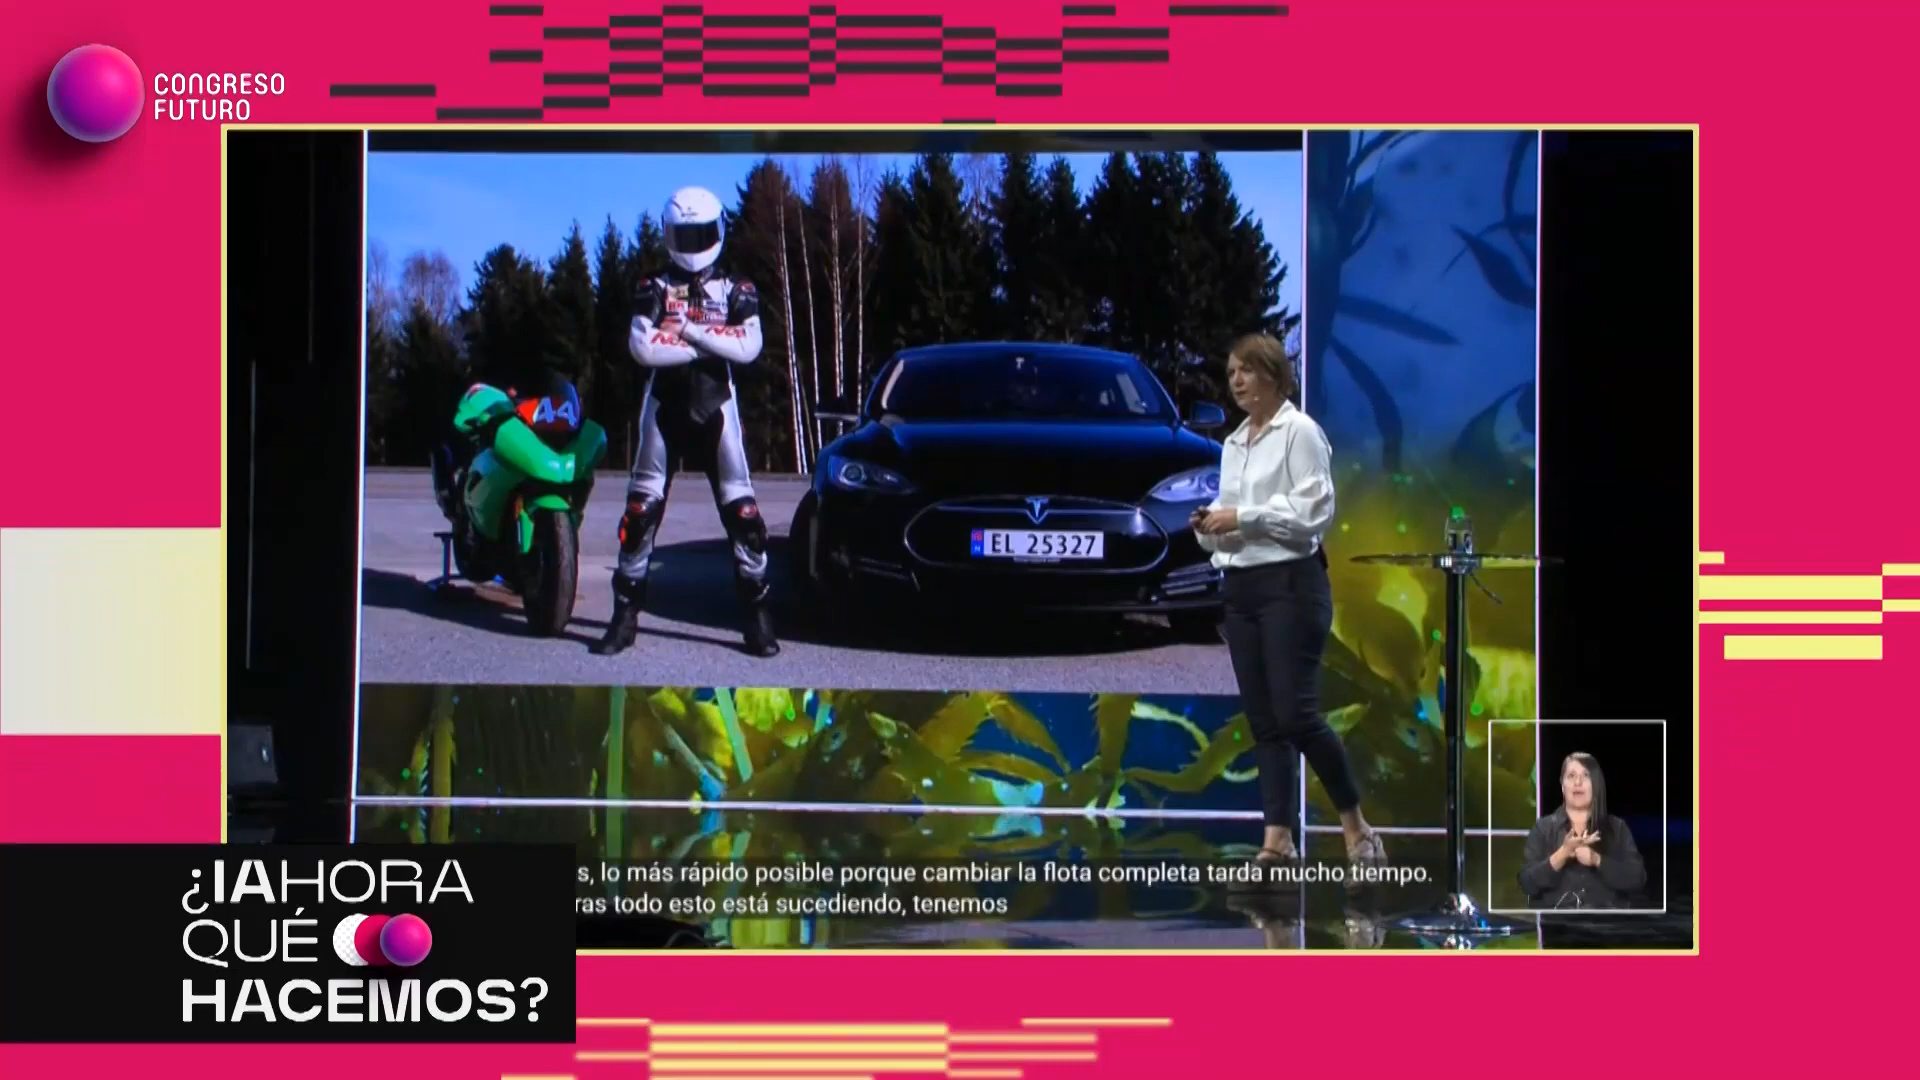 CONGRESO
FUTURO
44
EL 25327
s, lo más rápido posible porque cambiar la flota completa tarda mucho tiempo.
ras todo esto está sucediendo, tenemos
¿IAHORA
QUÉ
HACEMOS?